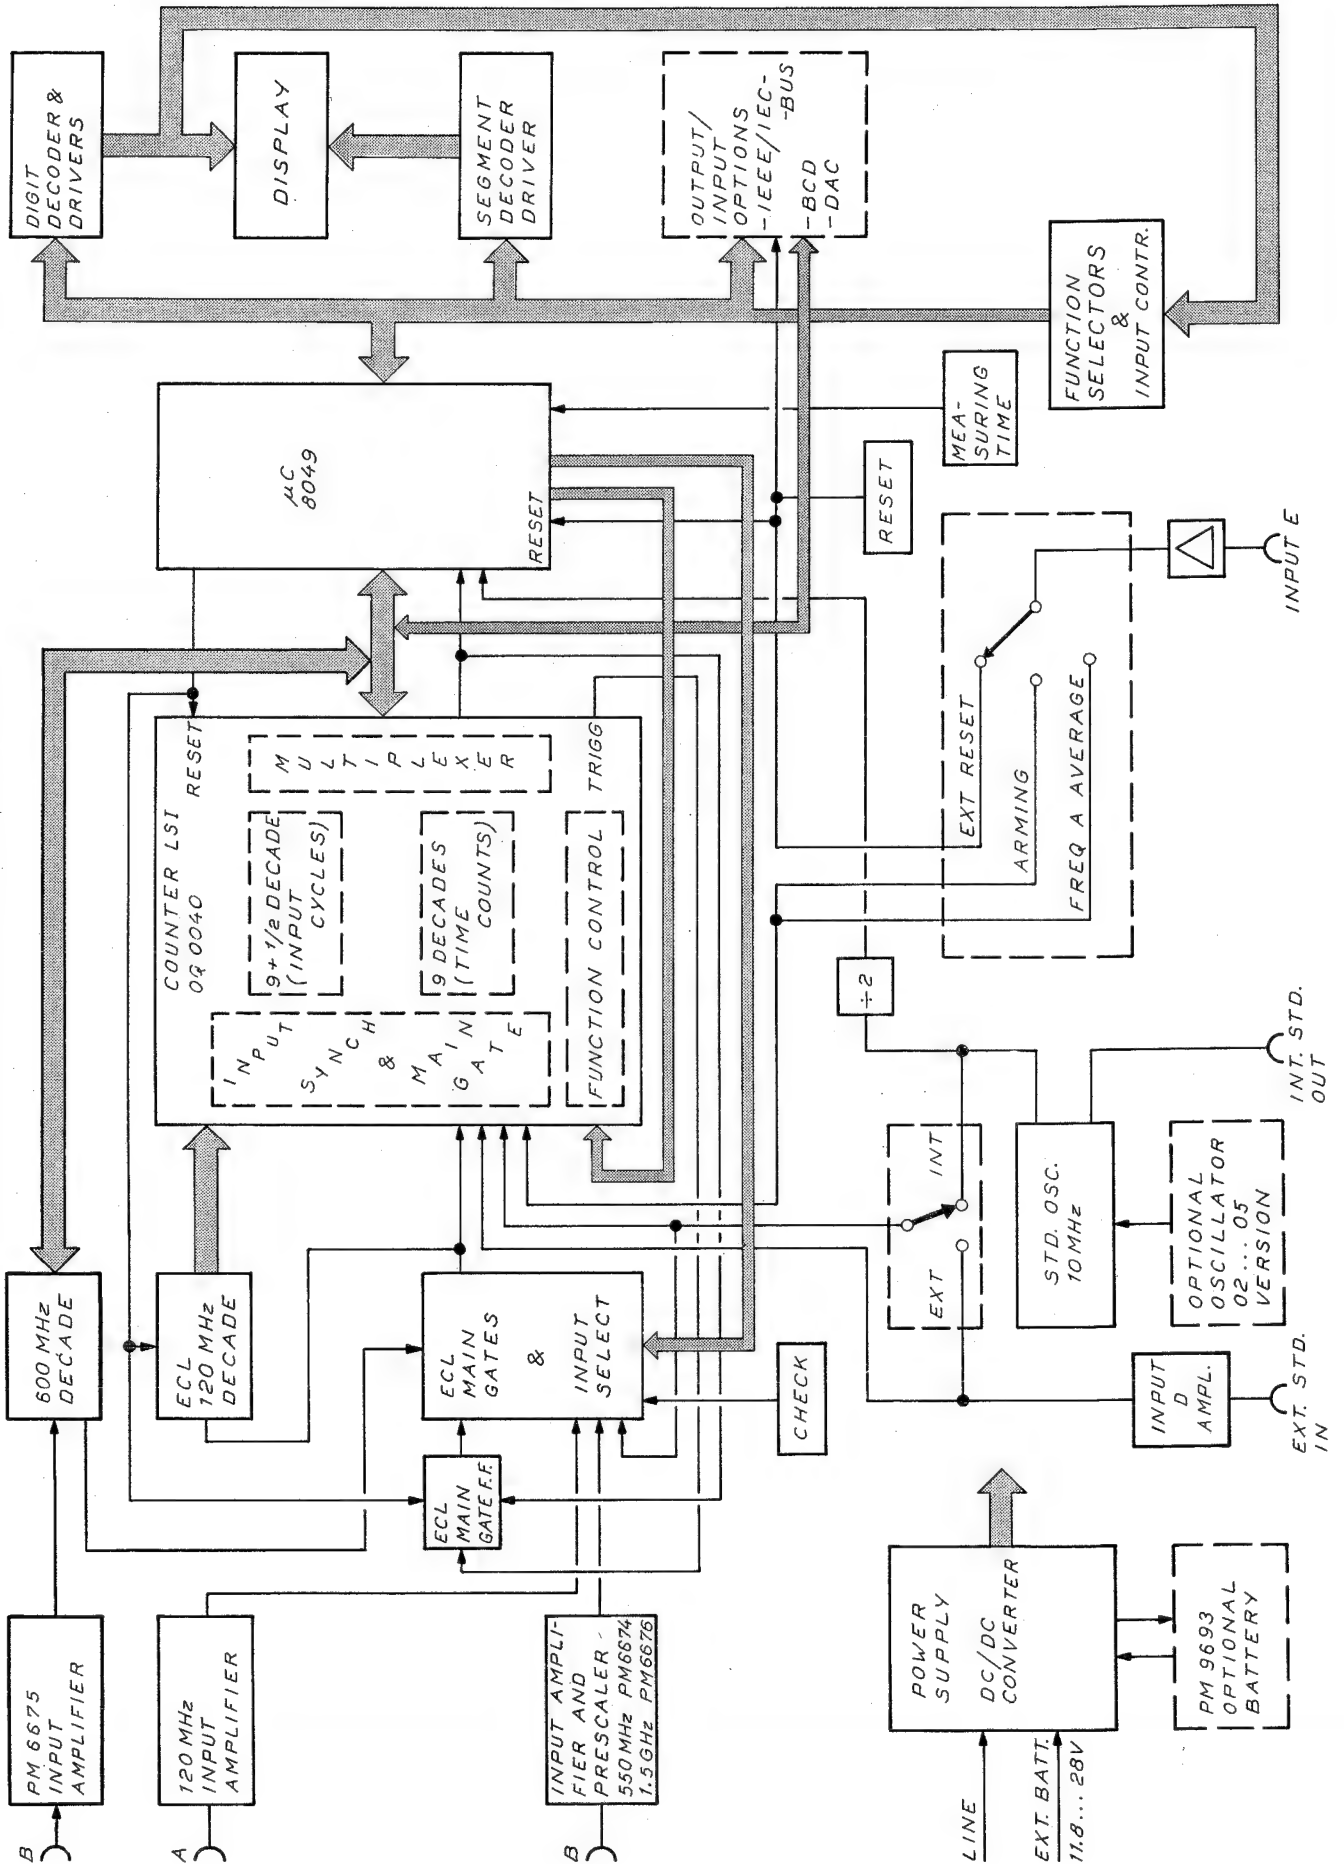 B
PM 6675
INPUT
AMPLIFIER
A
120 MHz
INPUT
AMPLIFIER
B
INPUT AMPLI-
FIER AND
PRESCALER
550MHz PM6674
1.5GHz PM6676
LINE
EXT. BATT.
11.8... 28V
POWER
SUPPLY
DC/DC
CONVERTER
PM 9693
OPTIONAL
BATTERY
600 MHz
DECADE
ECL
120 MHz
DECADE
ECL
MAIN
GATE F.F.
ECL
MAIN
GATES
&
INPUT
SELECT
CHECK
INPUT
D
AMPL.
EXT. STD.
IN
COUNTER LSI
OQ 0040
RESET
INPUT
SYNCH
&
MAIN
GATE
9+1/2 DECADE
(INPUT
CYCLES)
9 DECADES
(TIME
COUNTS)
MULTIPLEXER
FUNCTION CONTROL
TRIGG
EXT
INT
STD. OSC.
10MHz
OPTIONAL
OSCILLATOR
02...05
VERSION
INT. STD.
OUT
÷2
EXT RESET
ARMING
FREQ A AVERAGE
INPUT E
µC
8049
RESET
RESET
MEA-
SURING
TIME
DIGIT
DECODER &
DRIVERS
DISPLAY
SEGMENT
DECODER
DRIVER
OUTPUT/
INPUT
OPTIONS
-IEEE/IEC-
-BUS
-BCD
-DAC
FUNCTION
SELECTORS
&
INPUT CONTR.